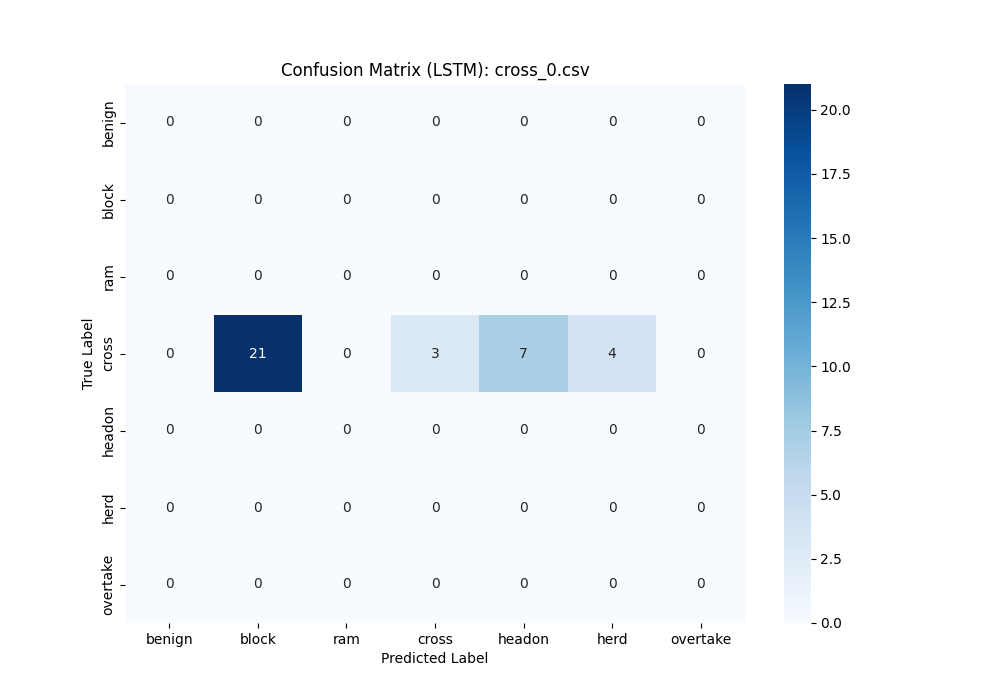 Confusion Matrix (LSTM): cross_0.csv
True Label
benign 0 0 0 0 0 0 0
block 0 0 0 0 0 0 0
ram 0 0 0 0 0 0 0
cross 0 21 0 3 7 4 0
headon 0 0 0 0 0 0 0
herd 0 0 0 0 0 0 0
overtake 0 0 0 0 0 0 0
benign block ram cross headon herd overtake
Predicted Label
20.0
17.5
15.0
12.5
10.0
7.5
5.0
2.5
0.0